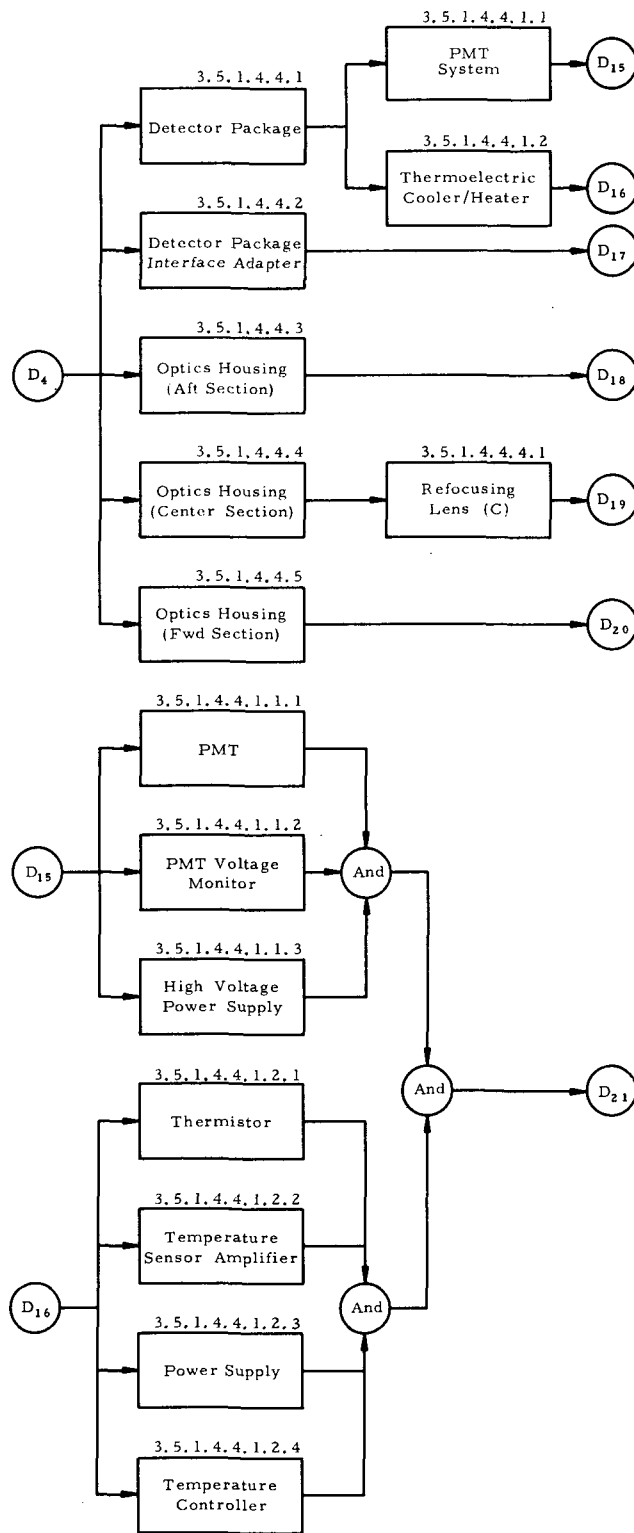 3.5.1.4.4.1.1
PMT
System
D15
3.5.1.4.4.1
Detector Package
3.5.1.4.4.1.2
Thermoelectric
Cooler/Heater
D16
3.5.1.4.4.2
Detector Package
Interface Adapter
D17
3.5.1.4.4.3
D4
Optics Housing
(Aft Section)
D18
3.5.1.4.4.4
Optics Housing
(Center Section)
3.5.1.4.4.4.1
Refocusing
Lens (C)
D19
3.5.1.4.4.5
Optics Housing
(Fwd Section)
D20
3.5.1.4.4.1.1.1
PMT
3.5.1.4.4.1.1.2
D15
PMT Voltage
Monitor
And
3.5.1.4.4.1.1.3
High Voltage
Power Supply
3.5.1.4.4.1.2.1
Thermistor
And
D21
3.5.1.4.4.1.2.2
Temperature
Sensor Amplifier
D16
And
3.5.1.4.4.1.2.3
Power Supply
3.5.1.4.4.1.2.4
Temperature
Controller